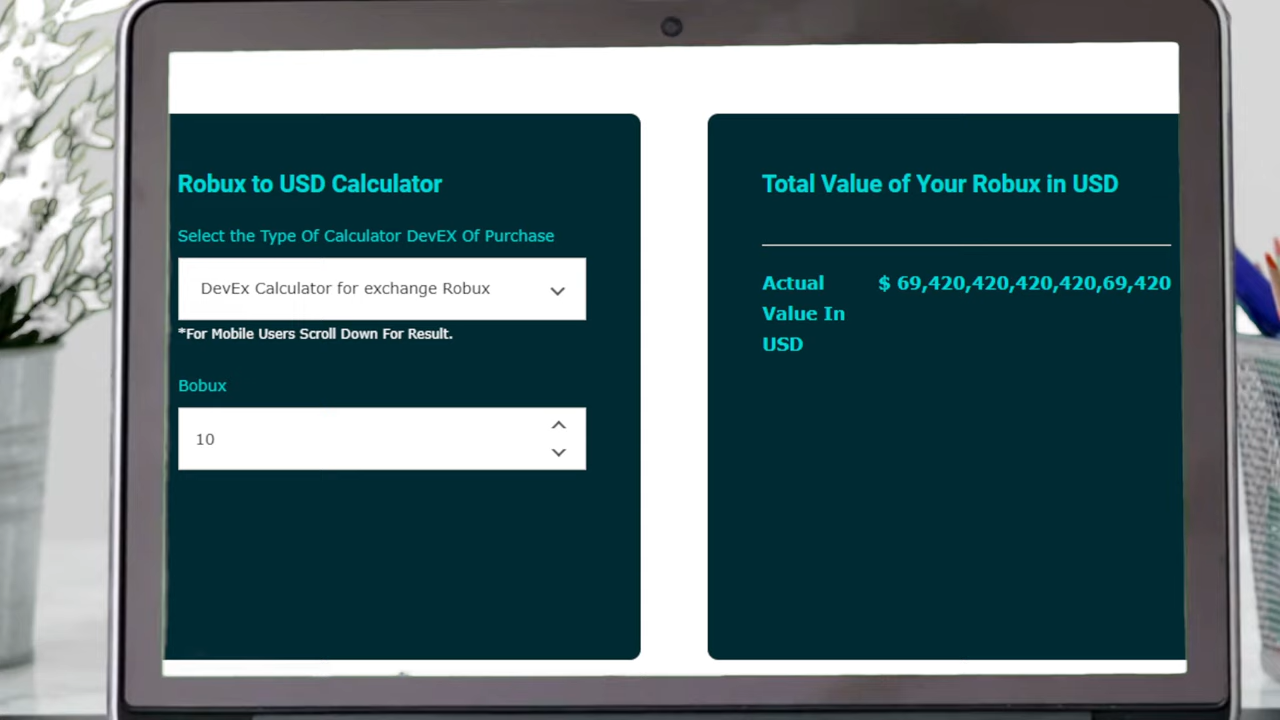 Robux to USD Calculator
Select the Type Of Calculator DevEX Of Purchase
DevEx Calculator for exchange Robux
*For Mobile Users Scroll Down For Result.
Bobux
10
Total Value of Your Robux in USD
Actual
Value In
USD
$ 69,420,420,420,420,69,420